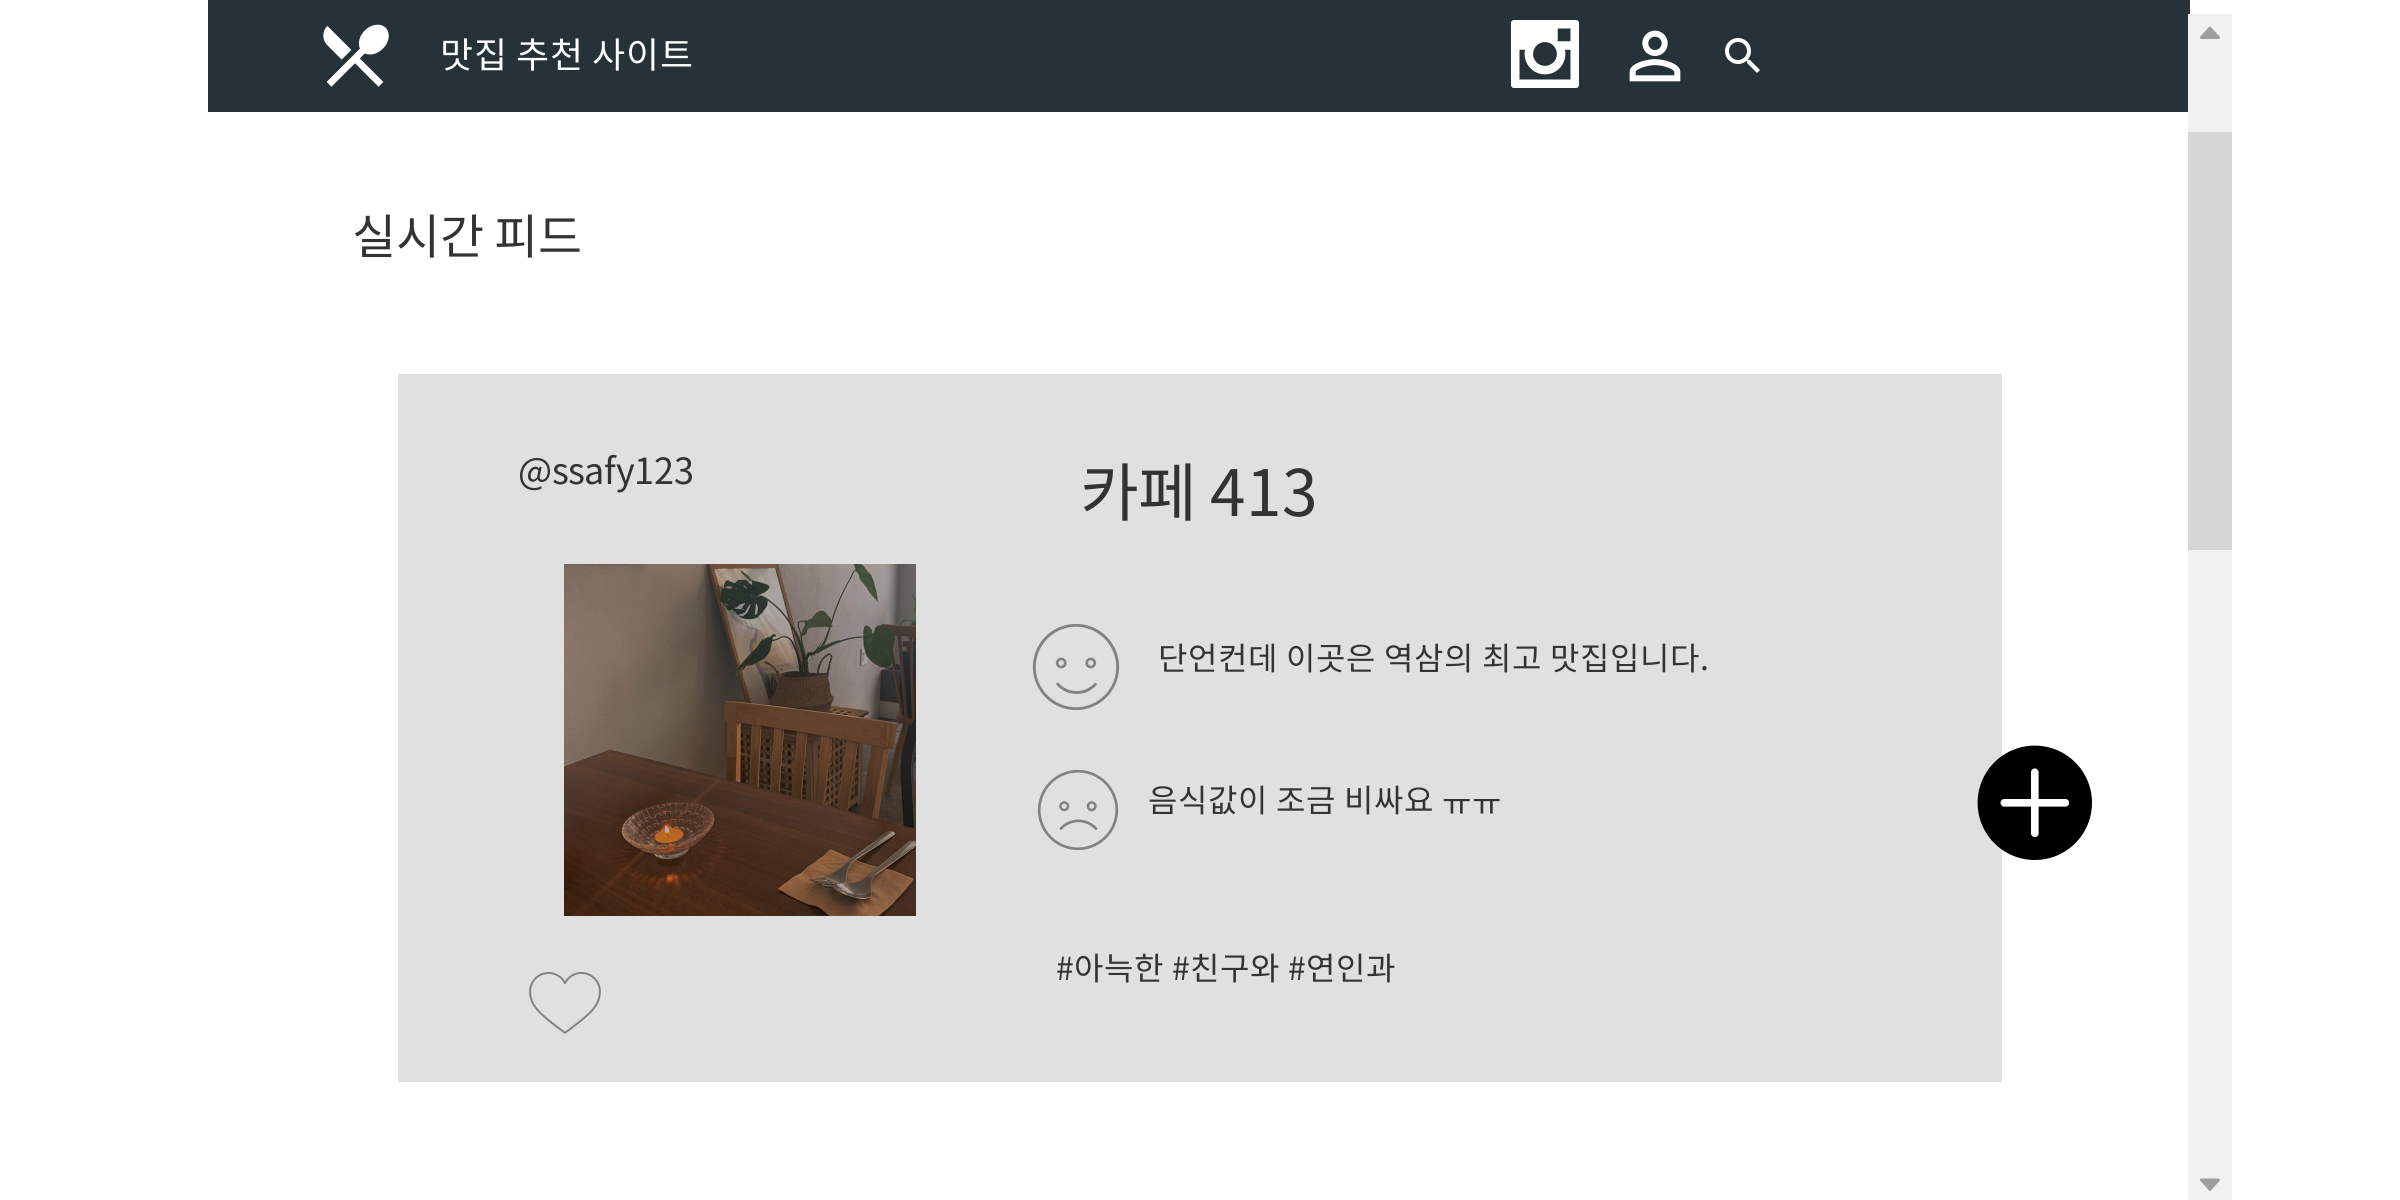 맛집 추천 사이트
실시간 피드
@ssafy123
카페 413
단언컨데 이곳은 역삼의 최고 맛집입니다.
음식값이 조금 비싸요 ㅠㅠ
#아늑한 #친구와 #연인과